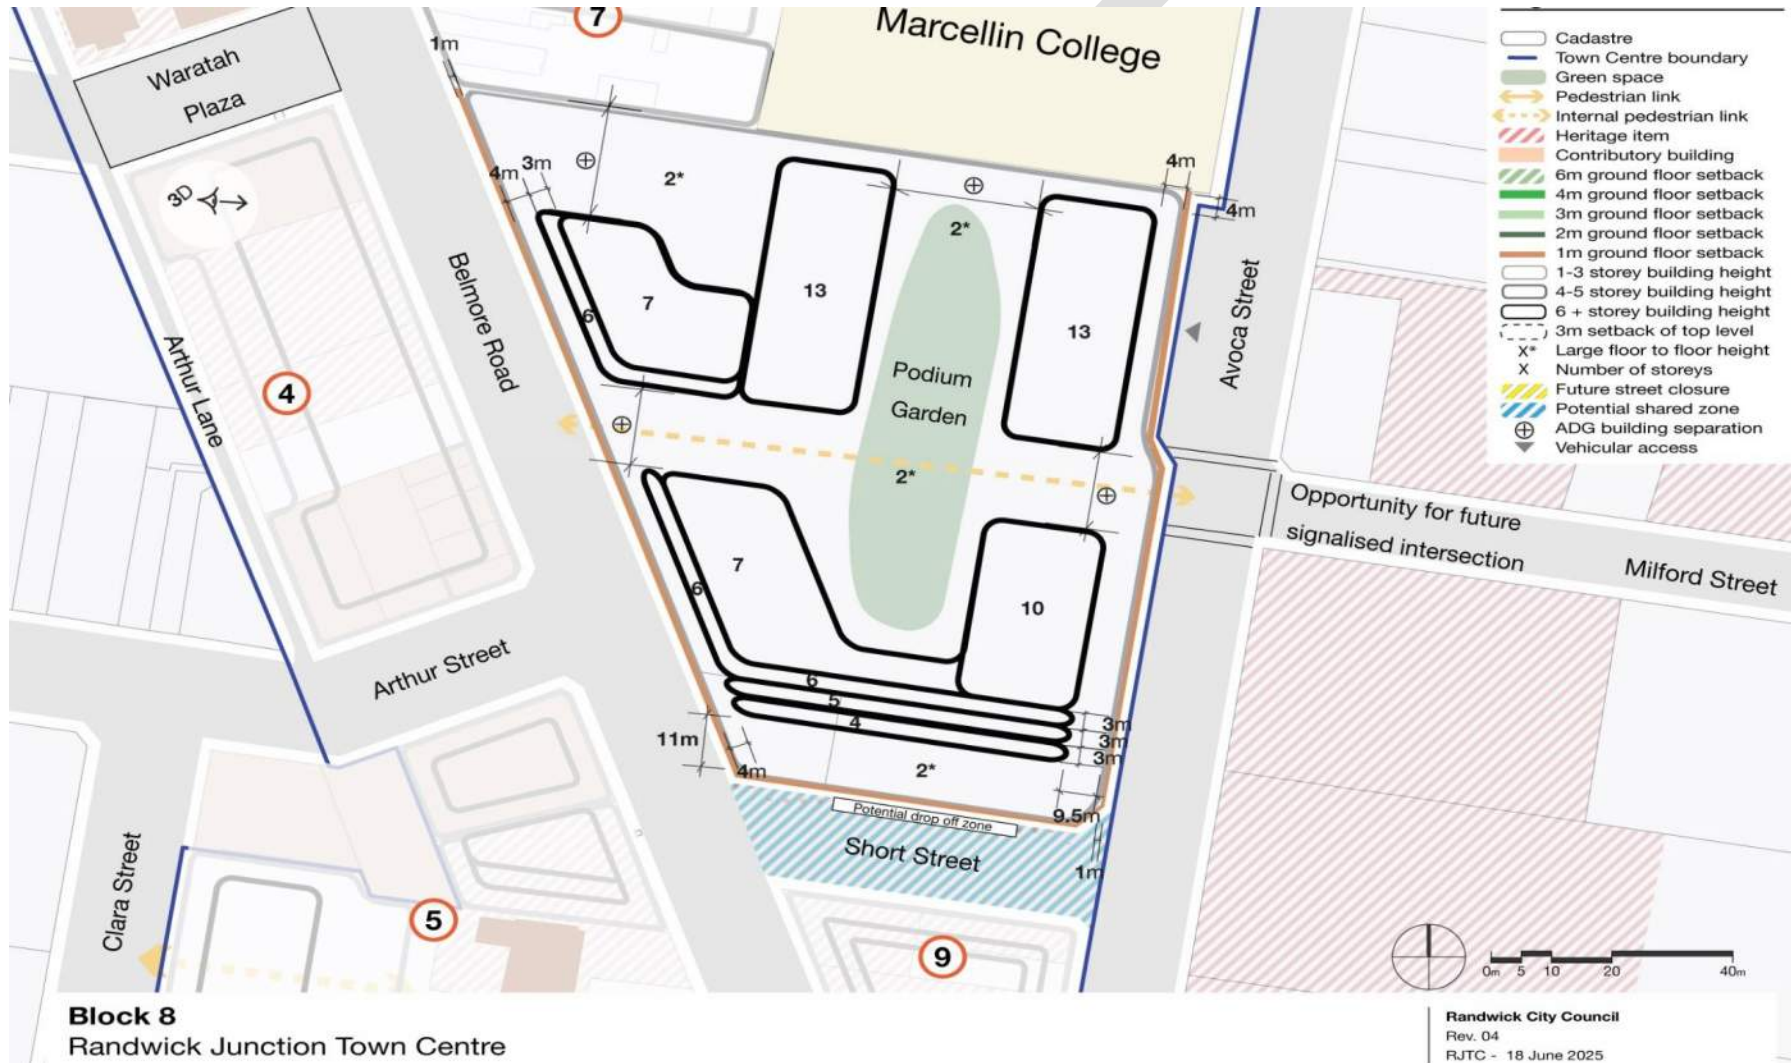 7
Marcellin College
1m
Waratah
Plaza
3D
4
Arthur Lane
Belmore Road
Arthur Street
Clara Street
5
4m
3m
2*
7
6
13
2*
13
4m
4m
Podium
Garden
2*
7
6
10
6
5
4
3m
3m
3m
11m
4m
2*
9.5m
1m
Potential drop off zone
Short Street
9
Avoca Street
Opportunity for future
signalised intersection
Milford Street
Cadastre
Town Centre boundary
Green space
Pedestrian link
Internal pedestrian link
Heritage item
Contributory building
6m ground floor setback
4m ground floor setback
3m ground floor setback
2m ground floor setback
1m ground floor setback
1-3 storey building height
4-5 storey building height
6 + storey building height
3m setback of top level
X* Large floor to floor height
X Number of storeys
Future street closure
Potential shared zone
ADG building separation
Vehicular access
0m 5 10 20 40m
Block 8
Randwick Junction Town Centre
Randwick City Council
Rev. 04
RJTC - 18 June 2025